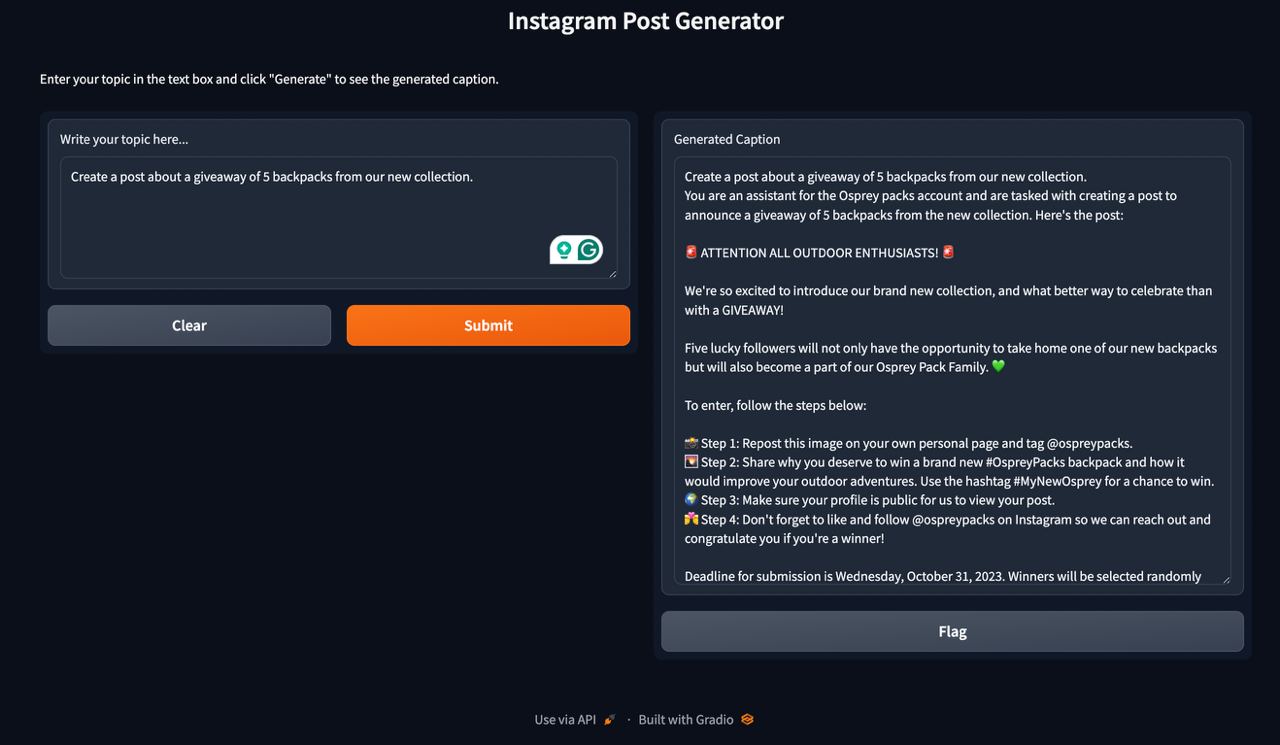 Instagram Post Generator
Enter your topic in the text box and click "Generate" to see the generated caption.
Write your topic here...
Create a post about a giveaway of 5 backpacks from our new collection.
Clear
Submit
Generated Caption
Create a post about a giveaway of 5 backpacks from our new collection.
You are an assistant for the Osprey packs account and are tasked with creating a post to
announce a giveaway of 5 backpacks from the new collection. Here's the post:
🚨 ATTENTION ALL OUTDOOR ENTHUSIASTS! 🚨
We're so excited to introduce our brand new collection, and what better way to celebrate than
with a GIVEAWAY!
Five lucky followers will not only have the opportunity to take home one of our new backpacks
but will also become a part of our Osprey Pack Family. 💚
To enter, follow the steps below:
📸 Step 1: Repost this image on your own personal page and tag @ospreypacks.
🌄 Step 2: Share why you deserve to win a brand new #OspreyPacks backpack and how it
would improve your outdoor adventures. Use the hashtag #MyNewOsprey for a chance to win.
🌍 Step 3: Make sure your profile is public for us to view your post.
💏 Step 4: Don't forget to like and follow @ospreypacks on Instagram so we can reach out and
congratulate you if you're a winner!
Deadline for submission is Wednesday, October 31, 2023. Winners will be selected randomly
Flag
Use via API 🚀 · Built with Gradio